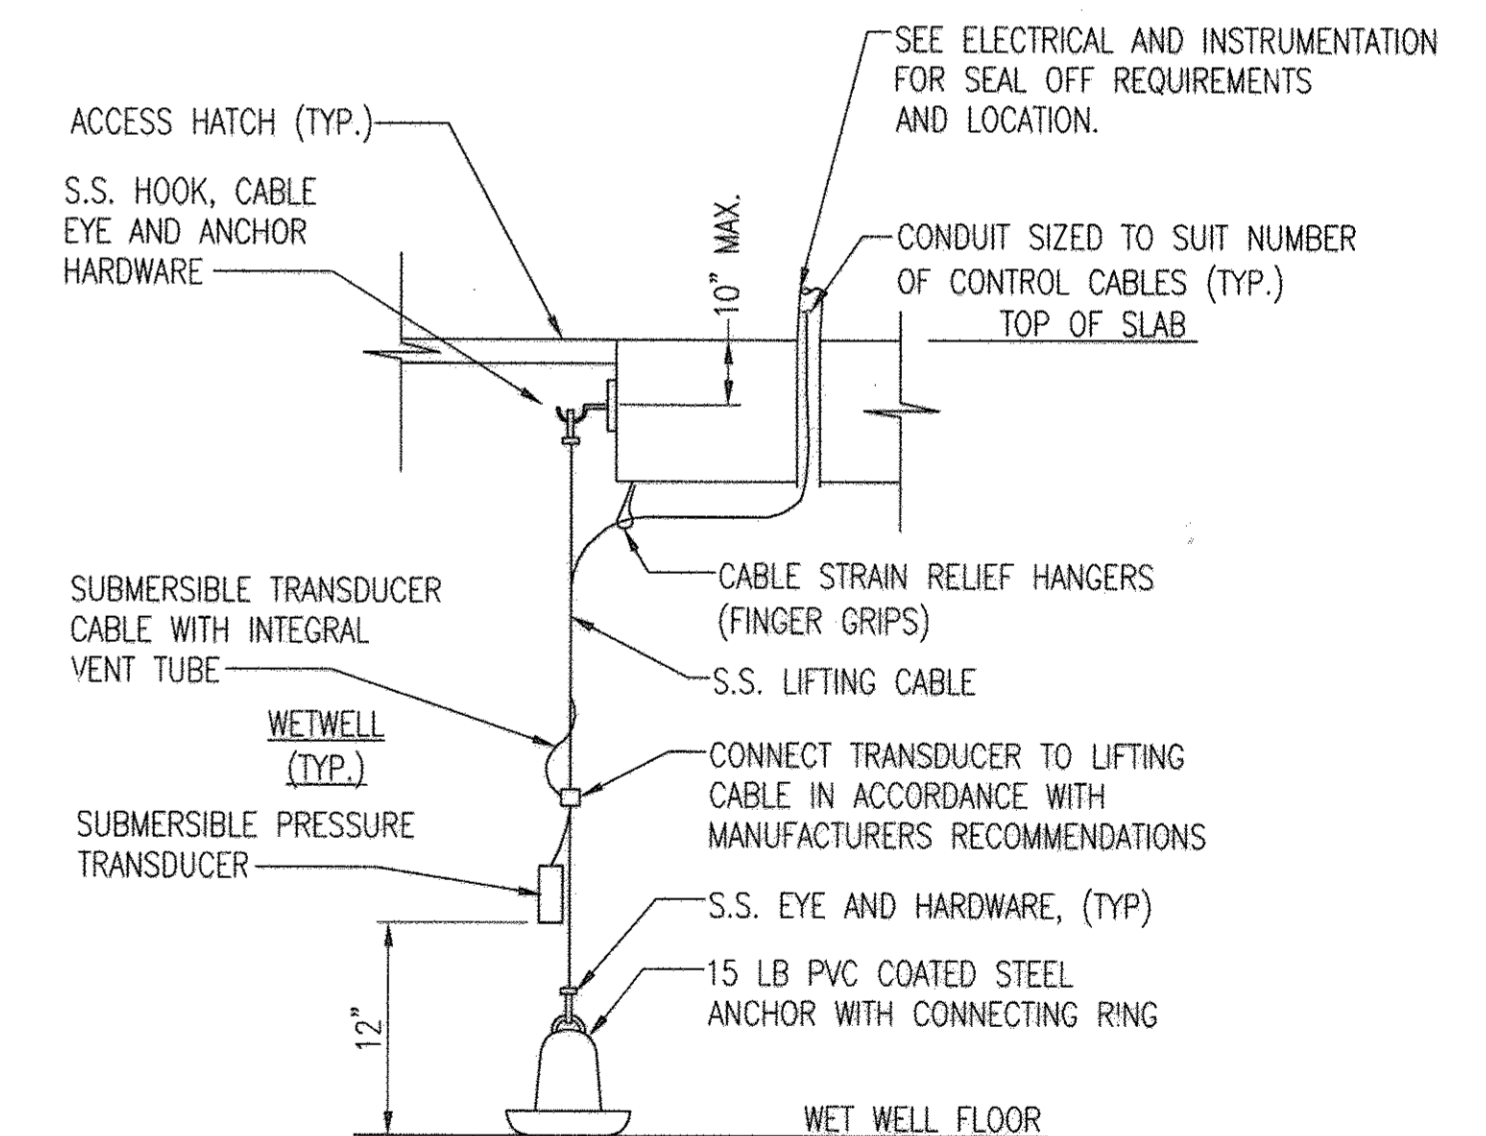 SEE ELECTRICAL AND INSTRUMENTATION
FOR SEAL OFF REQUIREMENTS
AND LOCATION.
ACCESS HATCH (TYP.)
S.S. HOOK, CABLE
EYE AND ANCHOR
HARDWARE
10" MAX.
CONDUIT SIZED TO SUIT NUMBER
OF CONTROL CABLES (TYP.)
TOP OF SLAB
CABLE STRAIN RELIEF HANGERS
(FINGER GRIPS)
SUBMERSIBLE TRANSDUCER
CABLE WITH INTEGRAL
VENT TUBE
S.S. LIFTING CABLE
WETWELL
(TYP.)
CONNECT TRANSDUCER TO LIFTING
CABLE IN ACCORDANCE WITH
MANUFACTURERS RECOMMENDATIONS
SUBMERSIBLE PRESSURE
TRANSDUCER
S.S. EYE AND HARDWARE, (TYP)
15 LB PVC COATED STEEL
ANCHOR WITH CONNECTING RING
12"
WET WELL FLOOR